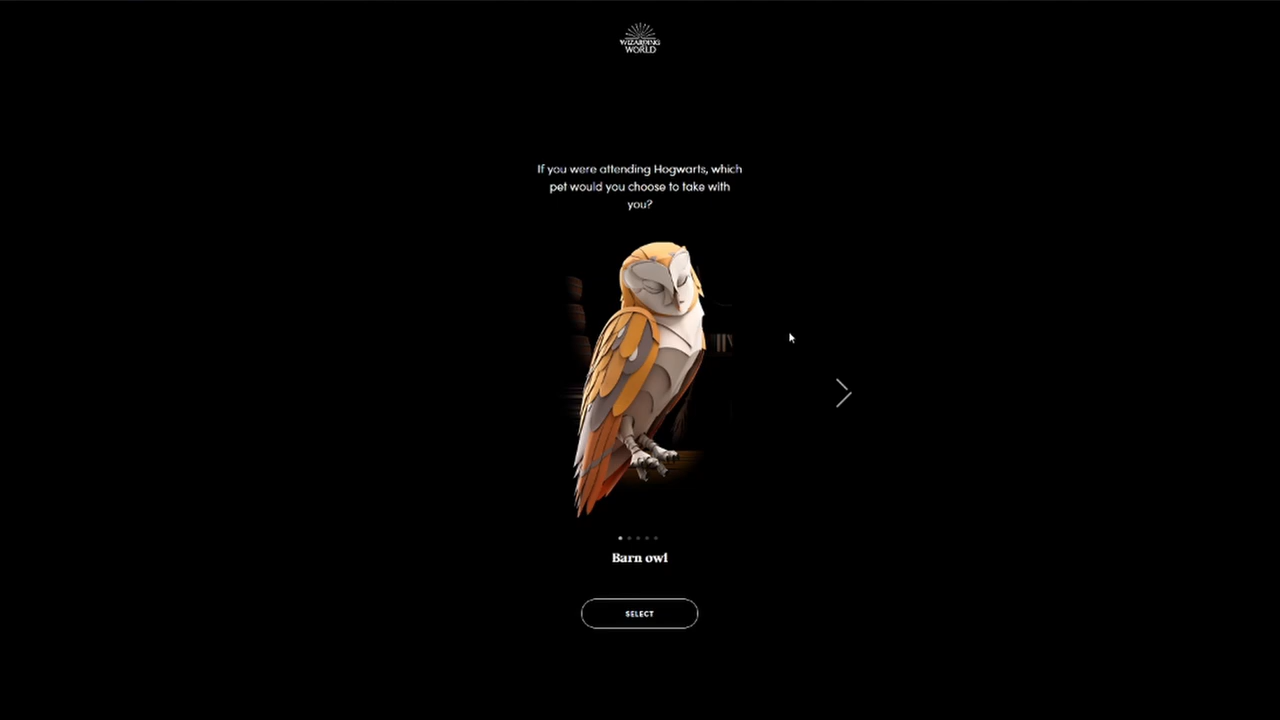 WIZARDING
WORLD
If you were attending Hogwarts, which
pet would you choose to take with
you?
Barn owl
SELECT